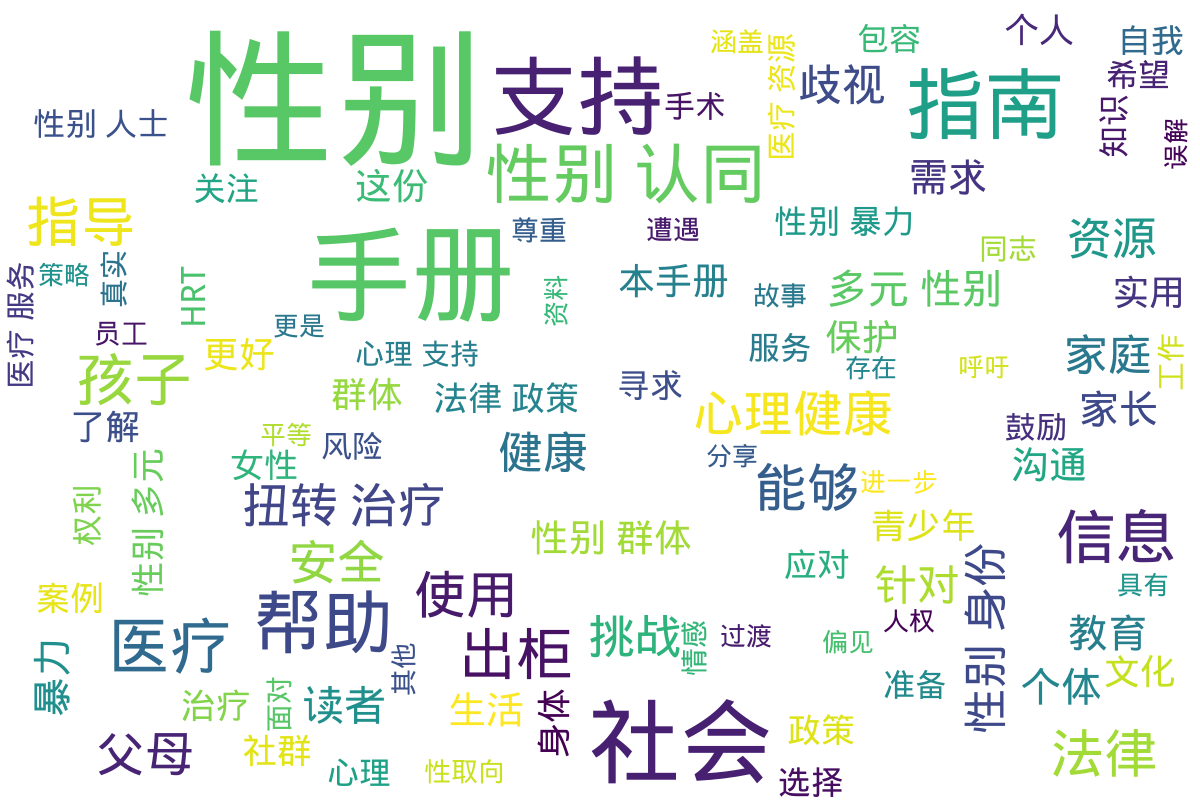 性别
支持
手术
涵盖
医疗 资源
包容
歧视
个人
自我
希望
知识
误解
指南
需求
性别 人士
关注
这份
性别 认同
指导
手册
尊重
遭遇
性别 暴力
同志
资源
医疗 服务
策略
真实
HRT
资料
本手册
故事
多元 性别
实用
员工
更是
孩子
更好
心理 支持
服务
保护
存在
呼吁
家庭
工作
群体
法律 政策
寻求
心理健康
家长
了解
平等
风险
鼓励
女性
健康
分享
沟通
权利
性别 多元
扭转 治疗
能够
进一步
青少年
信息
安全
性别 群体
应对
针对
性别 身份
具有
案例
帮助
使用
医疗
出柜
挑战
情感
过渡
偏见
人权
教育
暴力
其他
准备
个体
文化
治疗
面对
读者
生活
身体
社会
政策
父母
社群
心理
性取向
选择
法律